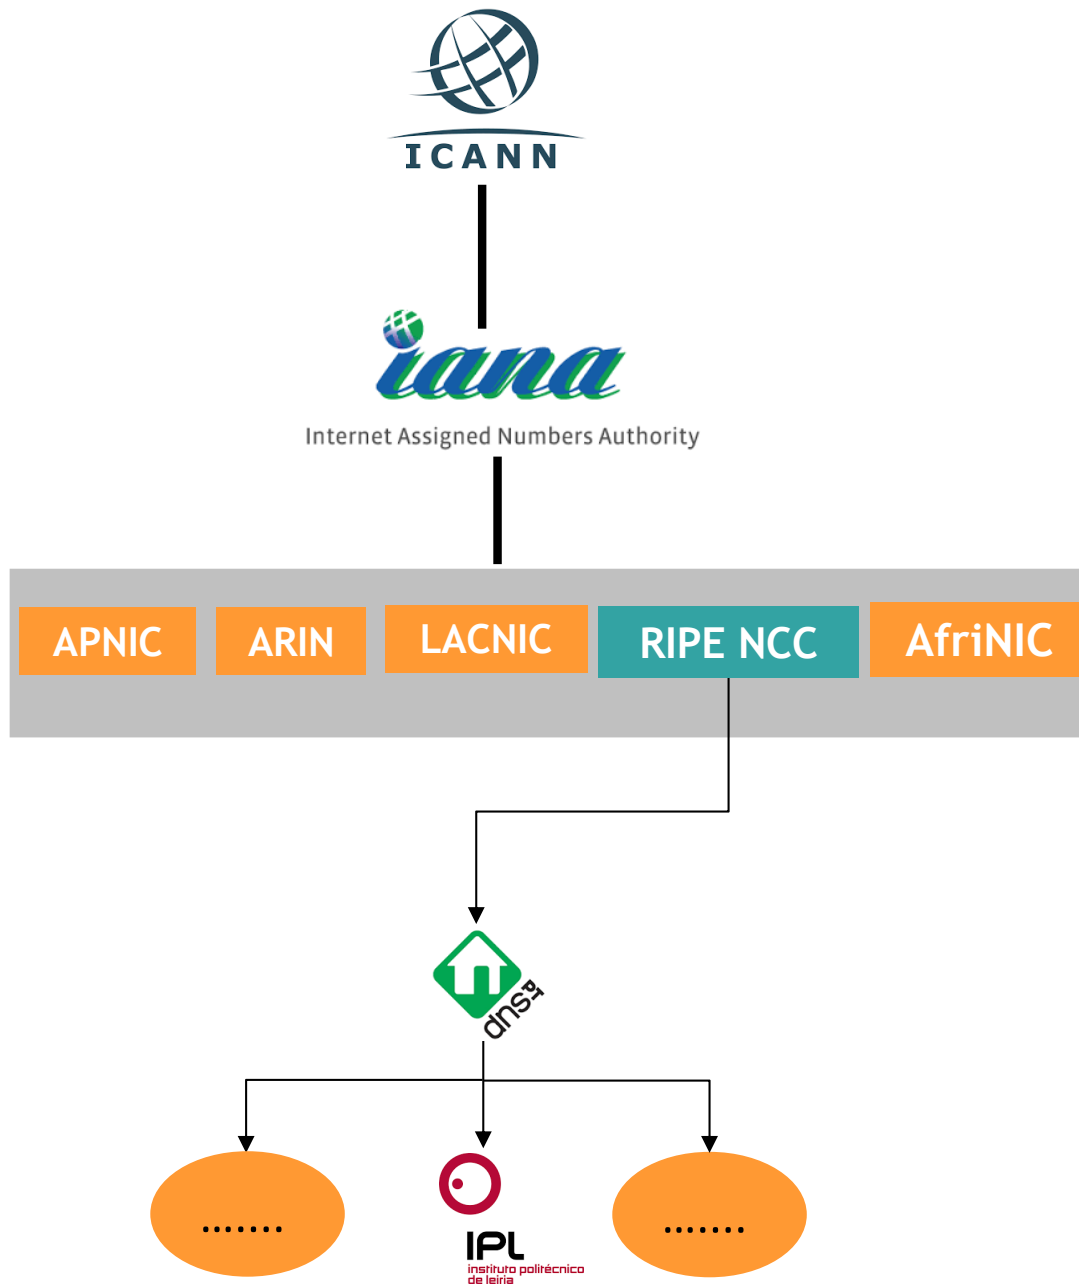 ICANN
iana
Internet Assigned Numbers Authority
APNIC ARIN LACNIC RIPE NCC AfriNIC
dns.pt
.......
IPL
instituto politécnico
de leiria
.......